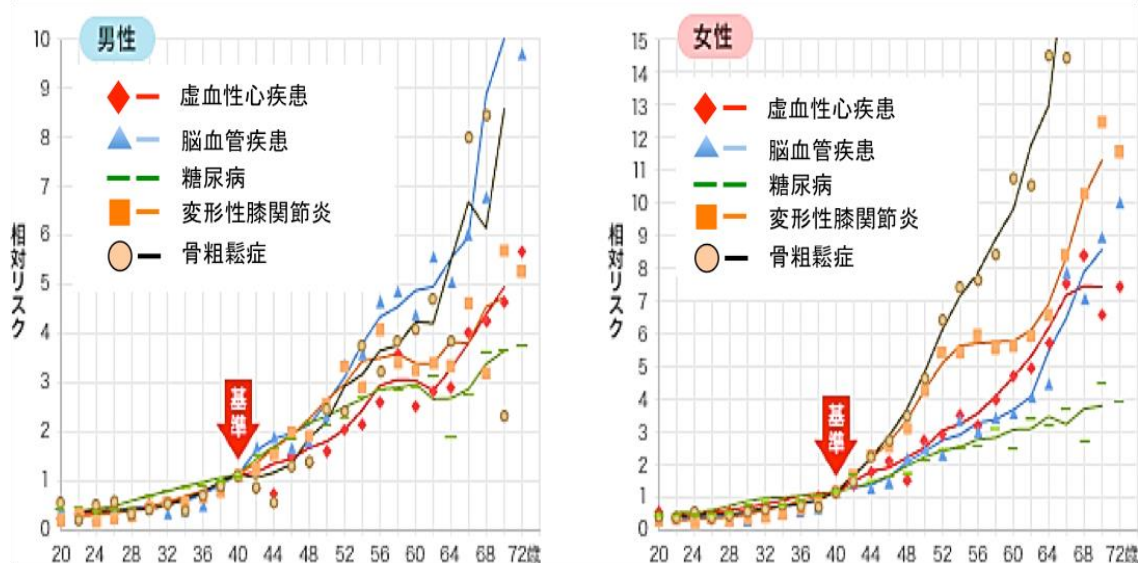 男性
10
9
8
7
6
5
4
3
2
1
0
相対リスク
虚血性心疾患
脳血管疾患
糖尿病
変形性膝関節炎
骨粗鬆症
基準
20 24 28 32 36 40 44 48 52 56 60 64 68 72歳
女性
15
14
13
12
11
10
9
8
7
6
5
4
3
2
1
0
相対リスク
虚血性心疾患
脳血管疾患
糖尿病
変形性膝関節炎
骨粗鬆症
基準
20 24 28 32 36 40 44 48 52 56 60 64 68 72歳